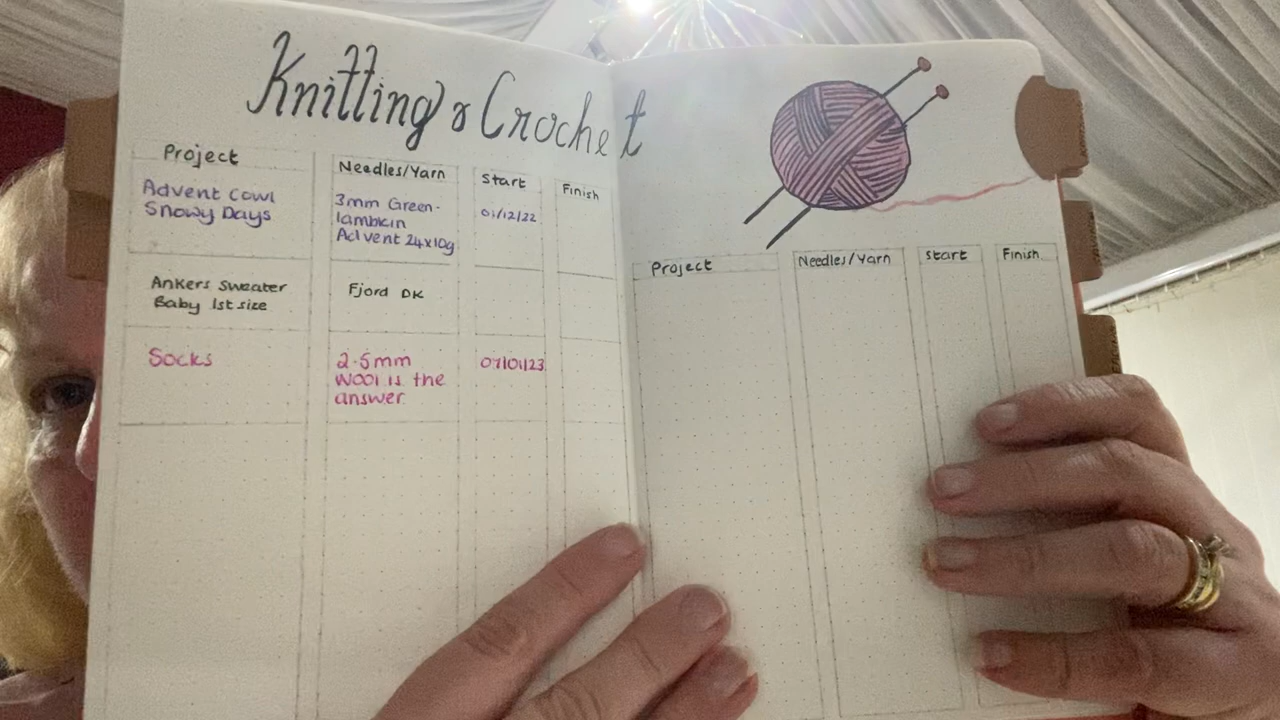 Knitting & Crochet
Project Needles/Yarn Start Finish
Advent Cowl
Snowy Days
3mm Green-
lambkin
Advent 24x10g
01/12/22
Ankers Sweater
Baby 1st size
Fjord DK
Socks
2.5mm
Wool is the
answer
07/01/23
Project Needles/Yarn Start Finish